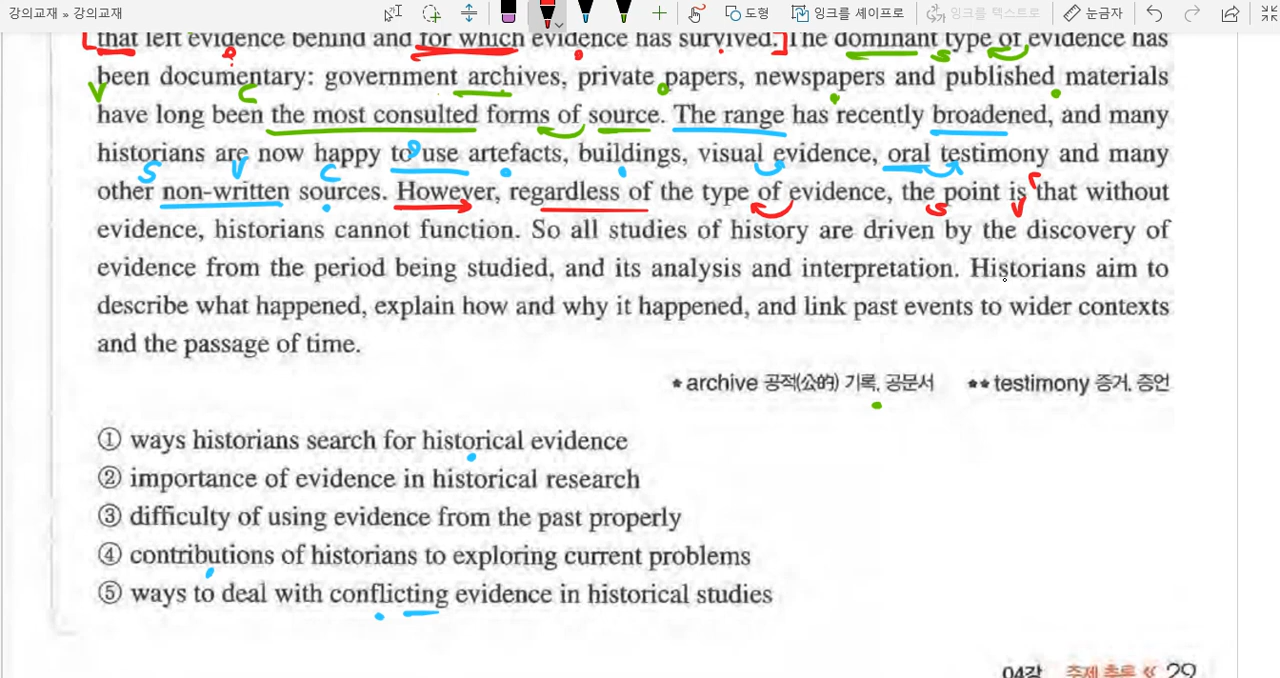 강의교재 » 강의교재
도형
잉크를 셰이프로
잉크를 텍스트로
눈금자
that left evidence behind and for which evidence has survived. The dominant type of evidence has
been documentary: government archives, private papers, newspapers and published materials
have long been the most consulted forms of source. The range has recently broadened, and many
historians are now happy to use artefacts, buildings, visual evidence, oral testimony and many
other non-written sources. However, regardless of the type of evidence, the point is that without
evidence, historians cannot function. So all studies of history are driven by the discovery of
evidence from the period being studied, and its analysis and interpretation. Historians aim to
describe what happened, explain how and why it happened, and link past events to wider contexts
and the passage of time.
* archive 공적(公的) 기록, 공문서 ** testimony 증거, 증언
① ways historians search for historical evidence
② importance of evidence in historical research
③ difficulty of using evidence from the past properly
④ contributions of historians to exploring current problems
⑤ ways to deal with conflicting evidence in historical studies
04강 주제 추론 « 29